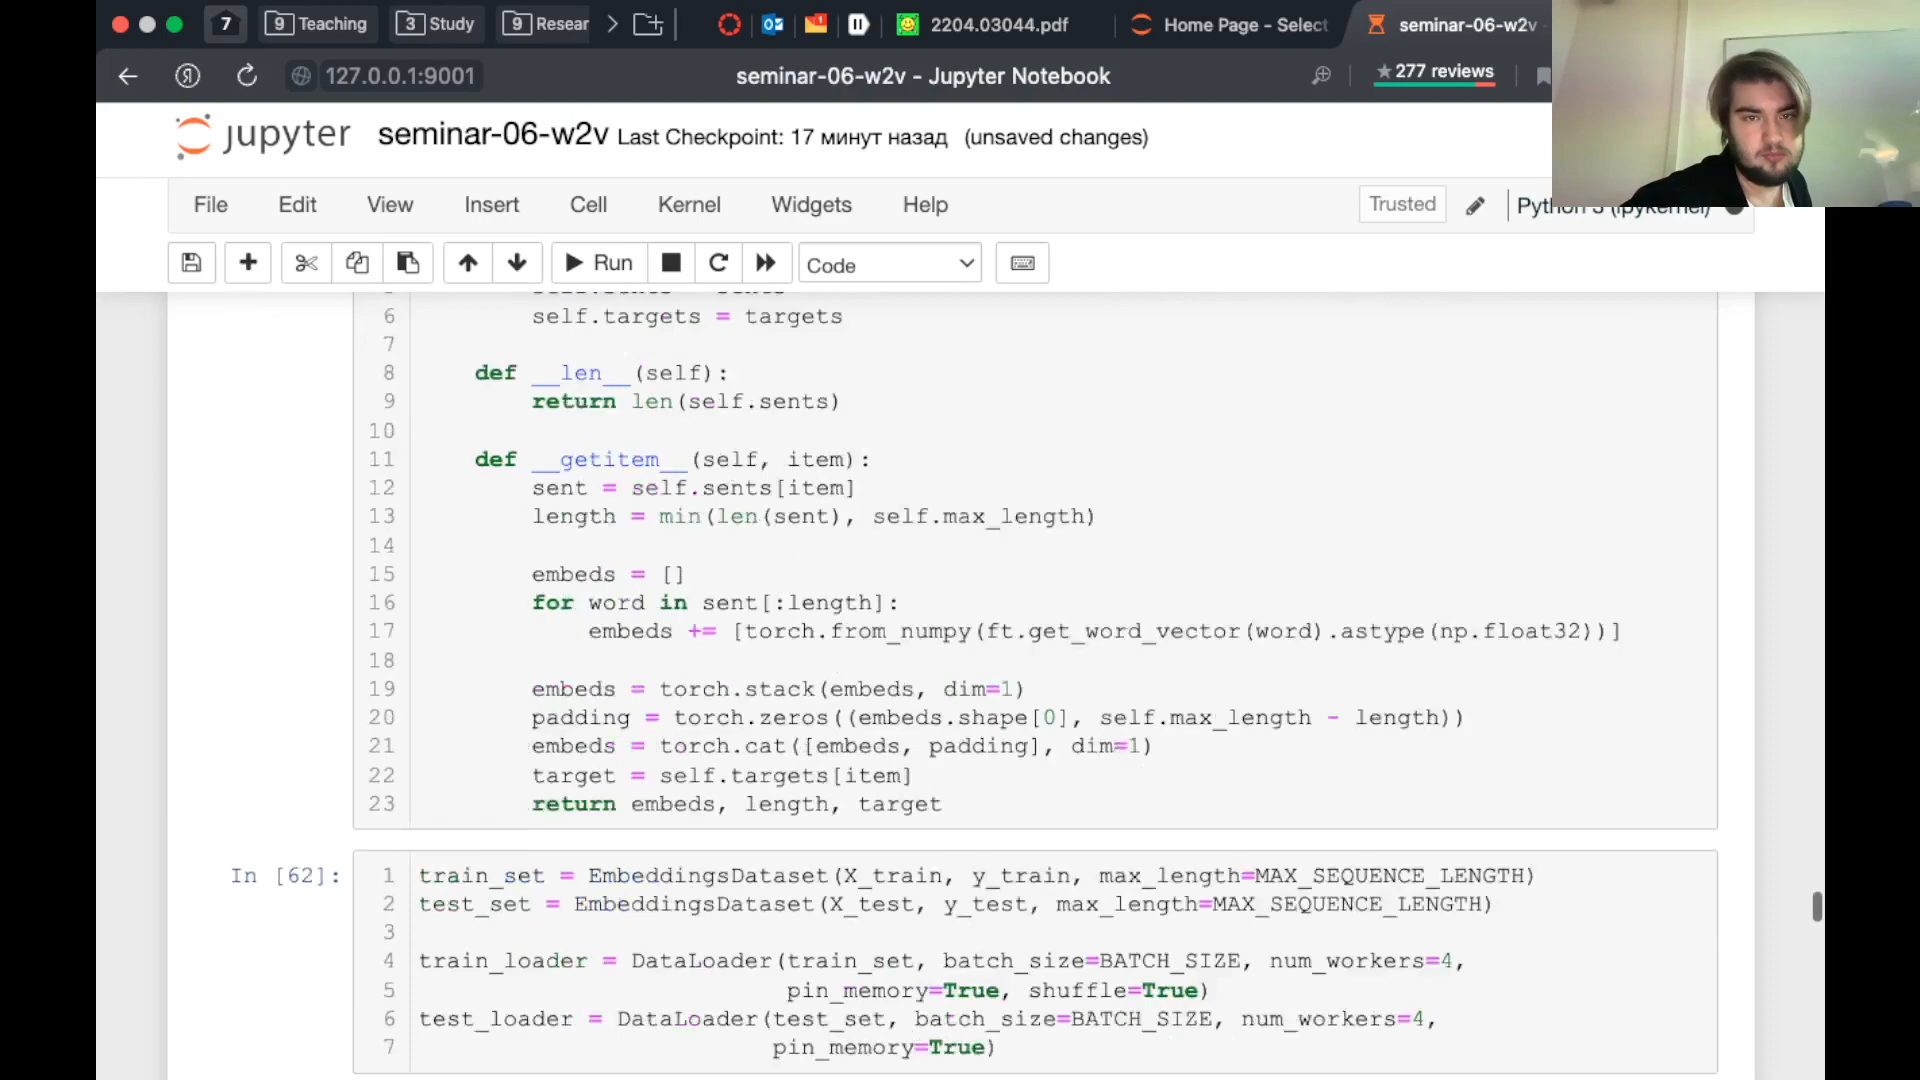 7 9 Teaching 3 Study 9 Resear 2204.03044.pdf Home Page - Select seminar-06-w2v
127.0.0.1:9001 seminar-06-w2v - Jupyter Notebook ★277 reviews
jupyter seminar-06-w2v Last Checkpoint: 17 минут назад (unsaved changes)
File Edit View Insert Cell Kernel Widgets Help Trusted Python 3 (ipykernel)
Run Code
6 self.targets = targets
7
8 def __len__(self):
9 return len(self.sents)
10
11 def __getitem__(self, item):
12 sent = self.sents[item]
13 length = min(len(sent), self.max_length)
14
15 embeds = []
16 for word in sent[:length]:
17 embeds += [torch.from_numpy(ft.get_word_vector(word).astype(np.float32))]
18
19 embeds = torch.stack(embeds, dim=1)
20 padding = torch.zeros((embeds.shape[0], self.max_length - length))
21 embeds = torch.cat([embeds, padding], dim=1)
22 target = self.targets[item]
23 return embeds, length, target
In [62]: 1 train_set = EmbeddingsDataset(X_train, y_train, max_length=MAX_SEQUENCE_LENGTH)
2 test_set = EmbeddingsDataset(X_test, y_test, max_length=MAX_SEQUENCE_LENGTH)
3
4 train_loader = DataLoader(train_set, batch_size=BATCH_SIZE, num_workers=4,
5 pin_memory=True, shuffle=True)
6 test_loader = DataLoader(test_set, batch_size=BATCH_SIZE, num_workers=4,
7 pin_memory=True)